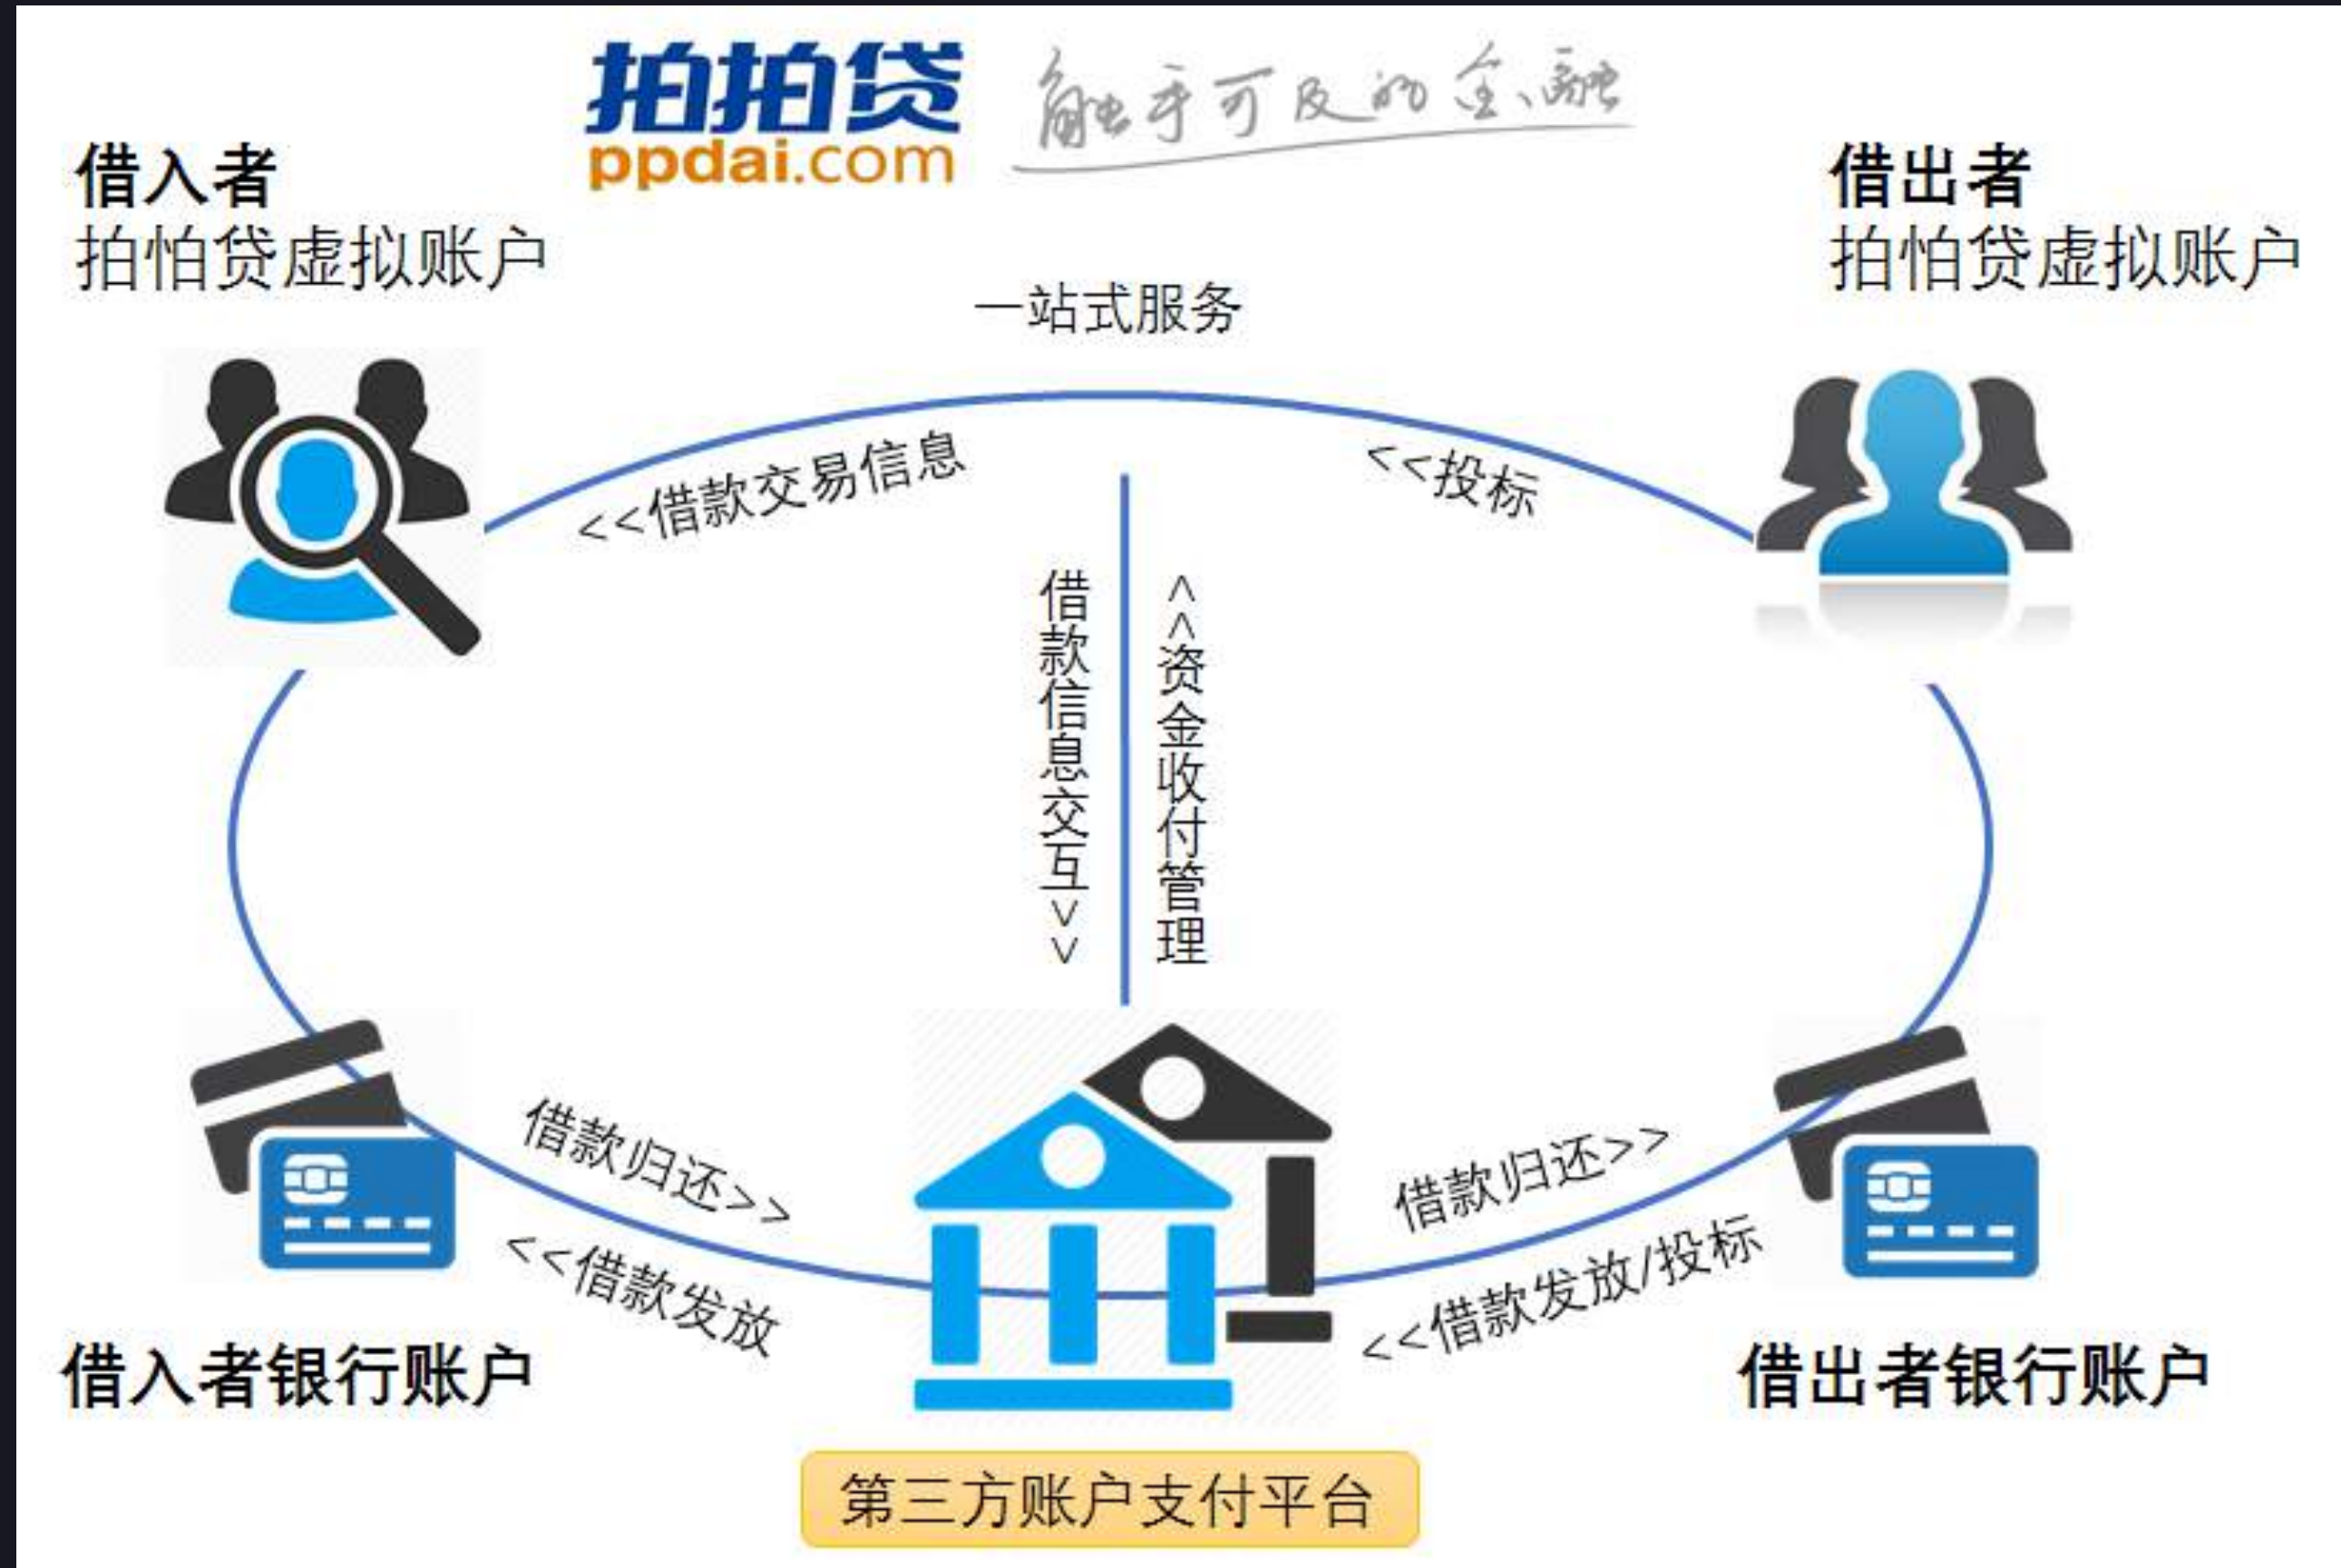 拍拍贷
ppdai.com
触手可及的金融
借入者
拍怕贷虚拟账户
借出者
拍怕贷虚拟账户
一站式服务
<<借款交易信息
<<投标
借款信息交互>>
<<资金收付管理
借款归还>>
<<借款发放
借款归还>>
<<借款发放/投标
借入者银行账户
借出者银行账户
第三方账户支付平台